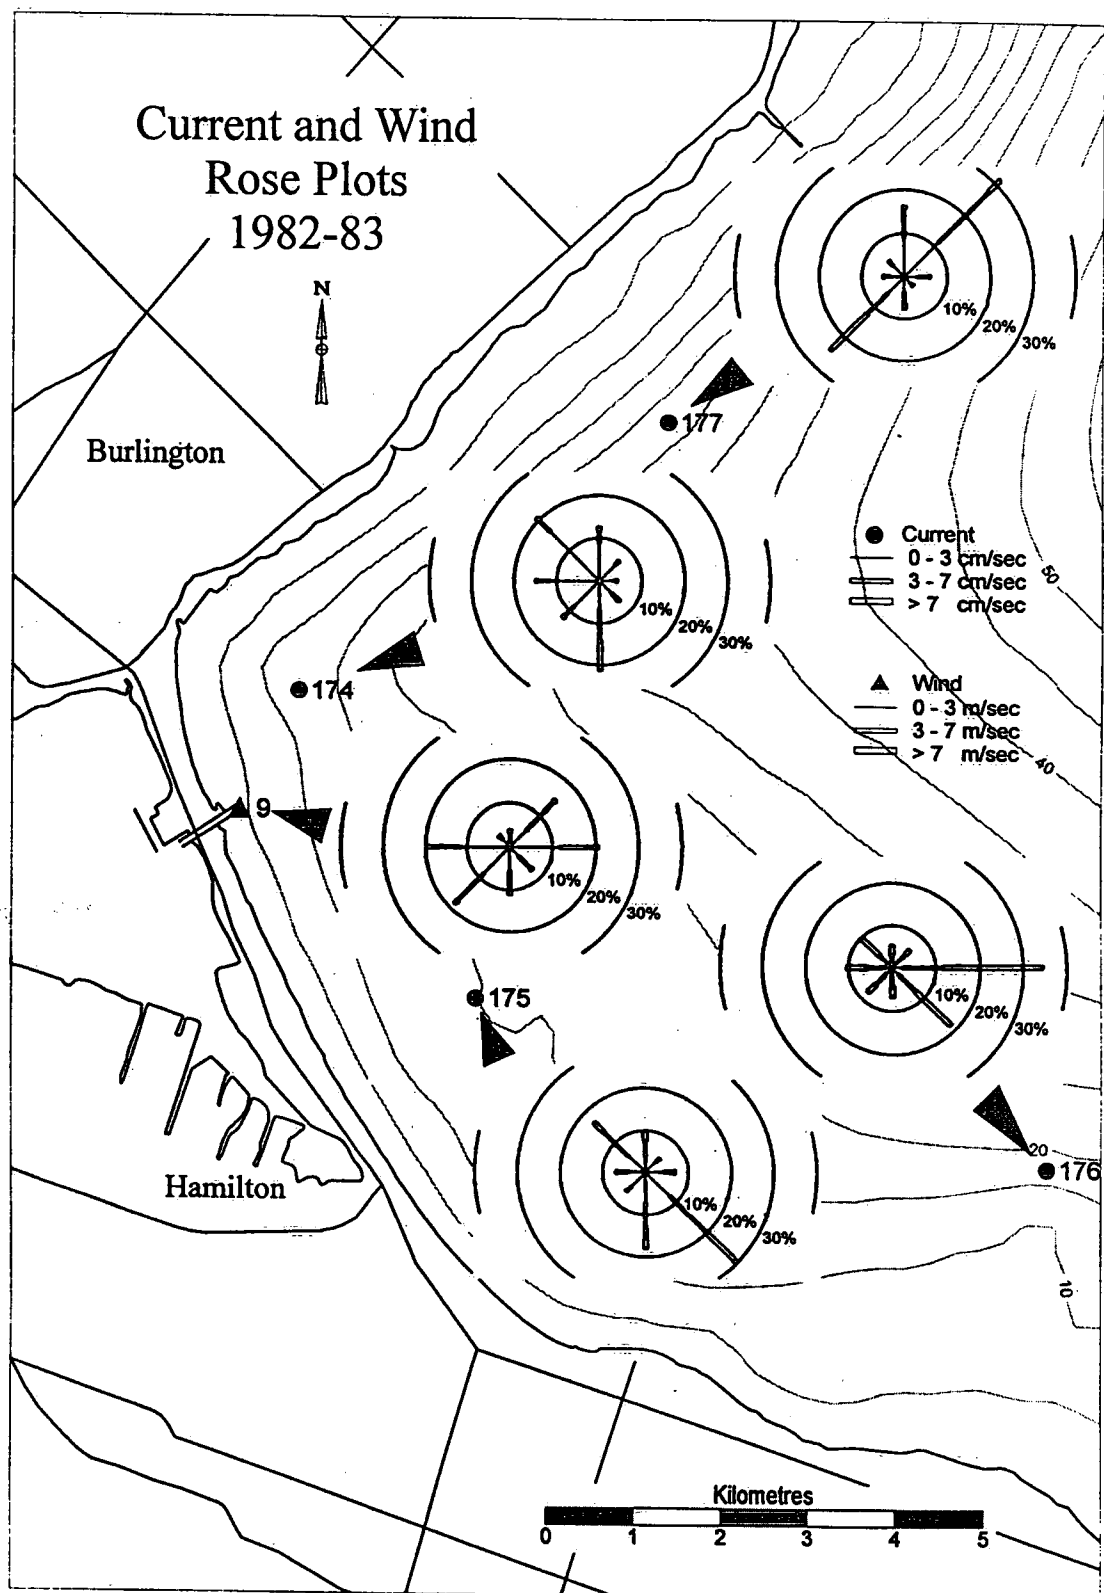 Current and Wind
Rose Plots
1982-83
N
10%
20%
30%
Burlington
177
Current
0 - 3 cm/sec
3 - 7 cm/sec
> 7 cm/sec
50
10%
20%
30%
174
Wind
0 - 3 m/sec
3 - 7 m/sec
> 7 m/sec
40
9
10%
20%
30%
175
10%
20%
30%
20
176
Hamilton
10%
20%
30%
10
Kilometres
0 1 2 3 4 5